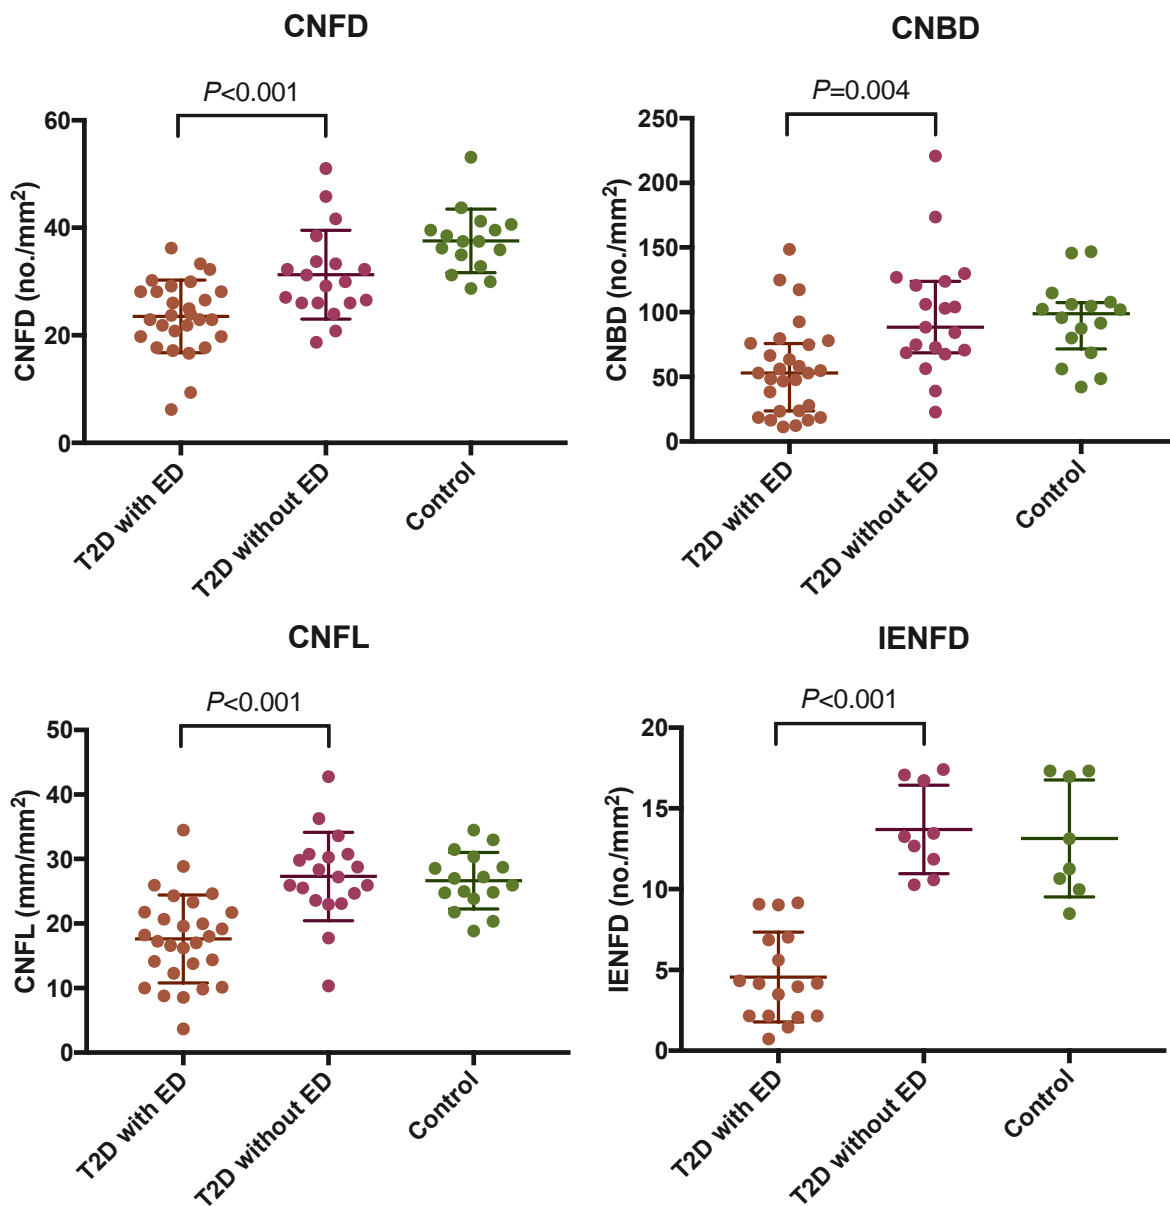 CNFD
P<0.001
CNFD (no./mm²)
60
40
20
0
T2D with ED
T2D without ED
Control
CNBD
P=0.004
CNBD (no./mm²)
250
200
150
100
50
0
T2D with ED
T2D without ED
Control
CNFL
P<0.001
CNFL (mm/mm²)
50
40
30
20
10
0
T2D with ED
T2D without ED
Control
IENFD
P<0.001
IENFD (no./mm²)
20
15
10
5
0
T2D with ED
T2D without ED
Control